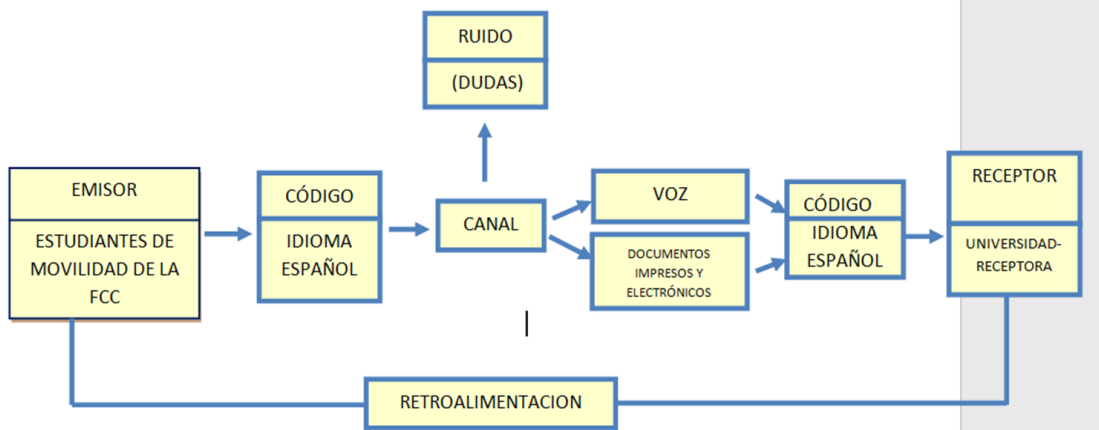 RUIDO
(DUDAS)
EMISOR
ESTUDIANTES DE
MOVILIDAD DE LA
FCC
CÓDIGO
IDIOMA
ESPAÑOL
CANAL
VOZ
DOCUMENTOS
IMPRESOS Y
ELECTRÓNICOS
CÓDIGO
IDIOMA
ESPAÑOL
RECEPTOR
UNIVERSIDAD-
RECEPTORA
RETROALIMENTACION